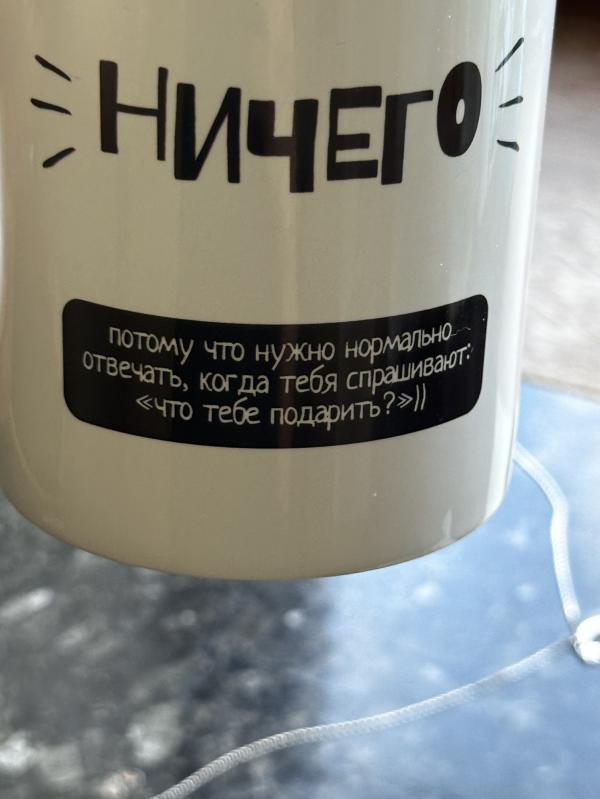 НИЧЕГО
потому что нужно нормально
отвечать, когда тебя спрашивают:
«что тебе подарить?»))